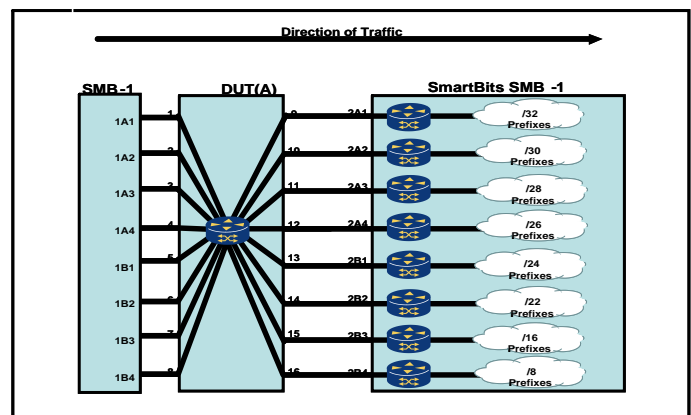 Direction of Traffic
SMB-1
DUT(A)
SmartBits SMB -1
1A1
1
9
2A1
/32
Prefixes
1A2
2
10
2A2
/30
Prefixes
1A3
3
11
2A3
/28
Prefixes
1A4
4
12
2A4
/26
Prefixes
1B1
5
13
2B1
/24
Prefixes
1B2
6
14
2B2
/22
Prefixes
1B3
7
15
2B3
/16
Prefixes
1B4
8
16
2B4
/8
Prefixes